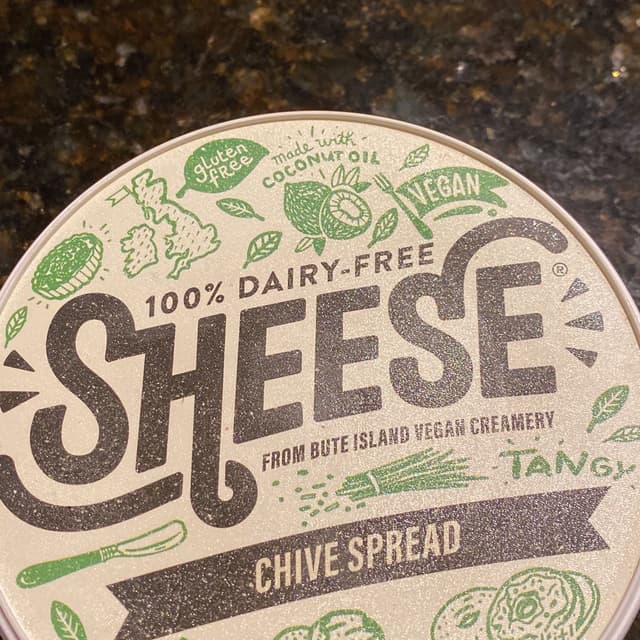 gluten
FREE
made with
COCONUT OIL
VEGAN
100% DAIRY-FREE
SHEESE®
FROM BUTE ISLAND VEGAN CREAMERY
TANGY
CHIVE SPREAD